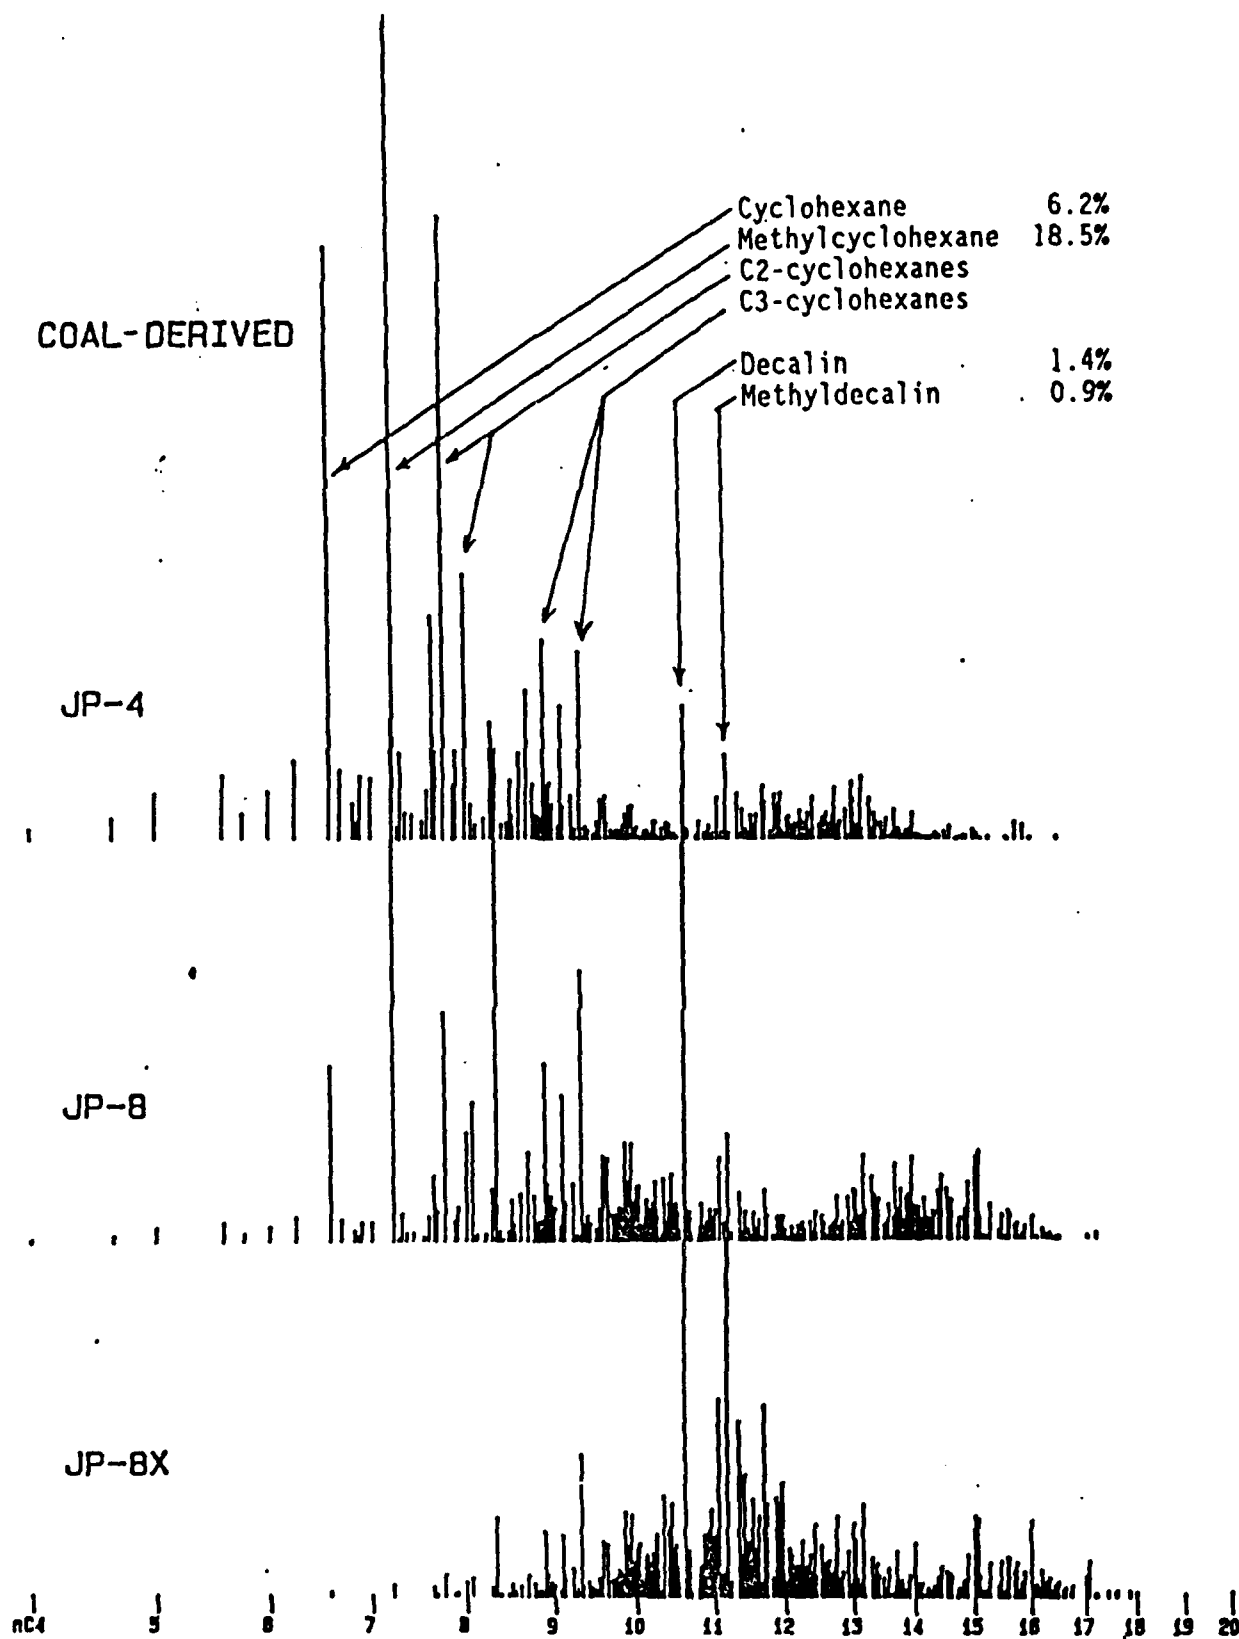 Cyclohexane 6.2%
Methylcyclohexane 18.5%
C2-cyclohexanes
C3-cyclohexanes
COAL-DERIVED
Decalin 1.4%
Methyldecalin 0.9%
JP-4
JP-8
JP-8X
nC4 5 6 7 8 9 10 11 12 13 14 15 16 17 18 19 20